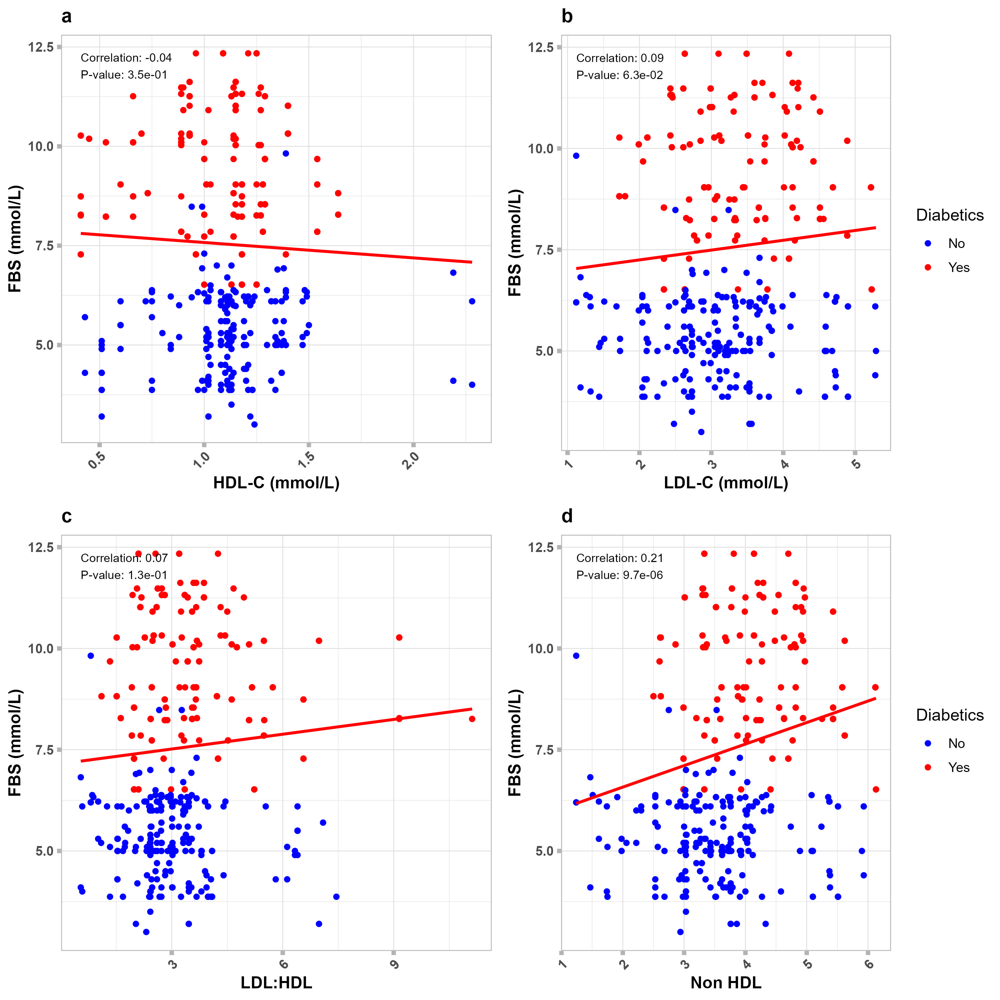 a
12.5
10.0
7.5
5.0
FBS (mmol/L)
Correlation: -0.04
P-value: 3.5e-01
0.5
1.0
1.5
2.0
HDL-C (mmol/L)
b
12.5
10.0
7.5
5.0
FBS (mmol/L)
Correlation: 0.09
P-value: 6.3e-02
1
2
3
4
5
LDL-C (mmol/L)
Diabetics
No
Yes
c
12.5
10.0
7.5
5.0
FBS (mmol/L)
Correlation: 0.07
P-value: 1.3e-01
3
6
9
LDL:HDL
d
12.5
10.0
7.5
5.0
FBS (mmol/L)
Correlation: 0.21
P-value: 9.7e-06
1
2
3
4
5
6
Non HDL
Diabetics
No
Yes